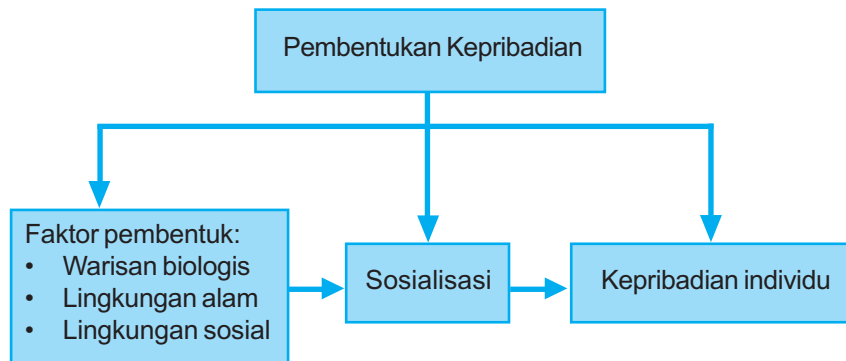 Pembentukan Kepribadian
Faktor pembentuk:
• Warisan biologis
• Lingkungan alam
• Lingkungan sosial
Sosialisasi
Kepribadian individu